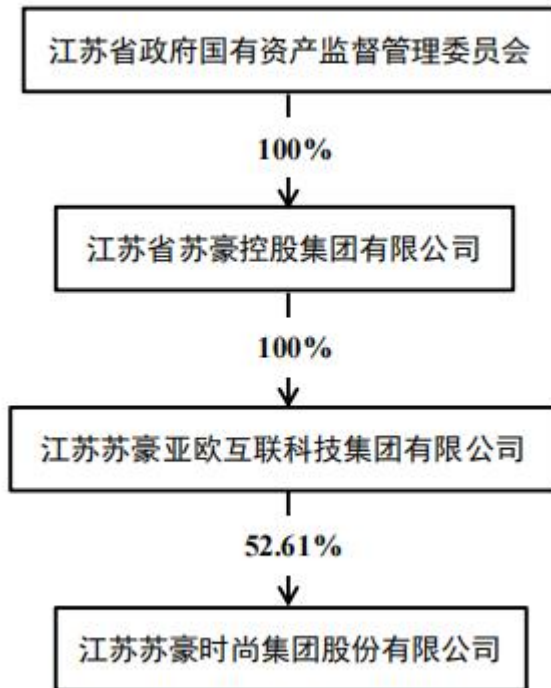 江苏省政府国有资产监督管理委员会
100%
江苏省苏豪控股集团有限公司
100%
江苏苏豪亚欧互联科技集团有限公司
52.61%
江苏苏豪时尚集团股份有限公司